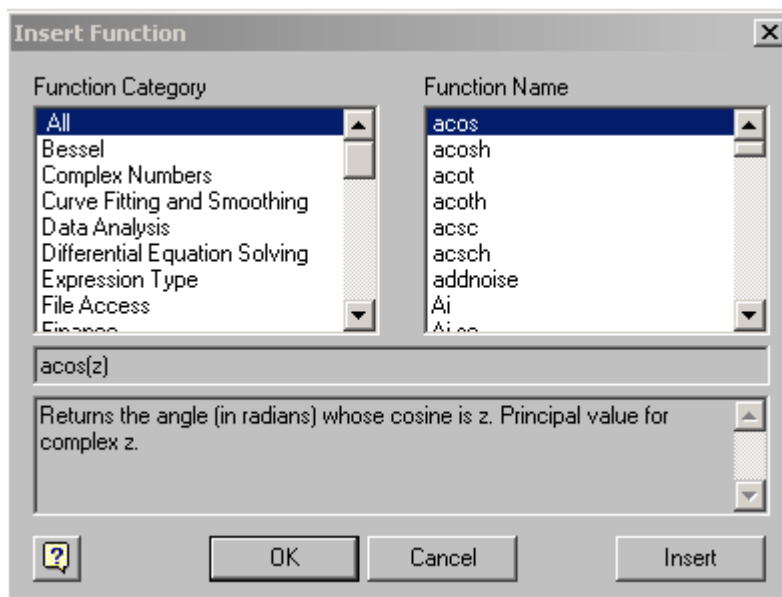 Insert Function
Function Category
All
Bessel
Complex Numbers
Curve Fitting and Smoothing
Data Analysis
Differential Equation Solving
Expression Type
File Access
Finance
Function Name
acos
acosh
acot
acoth
acsc
acsch
addnoise
Ai
acos(z)
Returns the angle (in radians) whose cosine is z. Principal value for
complex z.
?
OK
Cancel
Insert